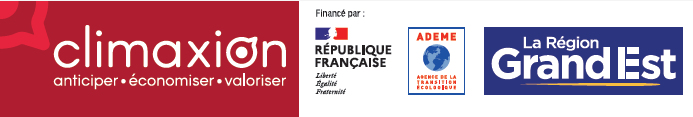 climaxion
anticiper • économiser • valoriser
Financé par :
RÉPUBLIQUE
FRANÇAISE
Liberté
Égalité
Fraternité
ADEME
AGENCE DE LA
TRANSITION
ÉCOLOGIQUE
La Région
Grand Est